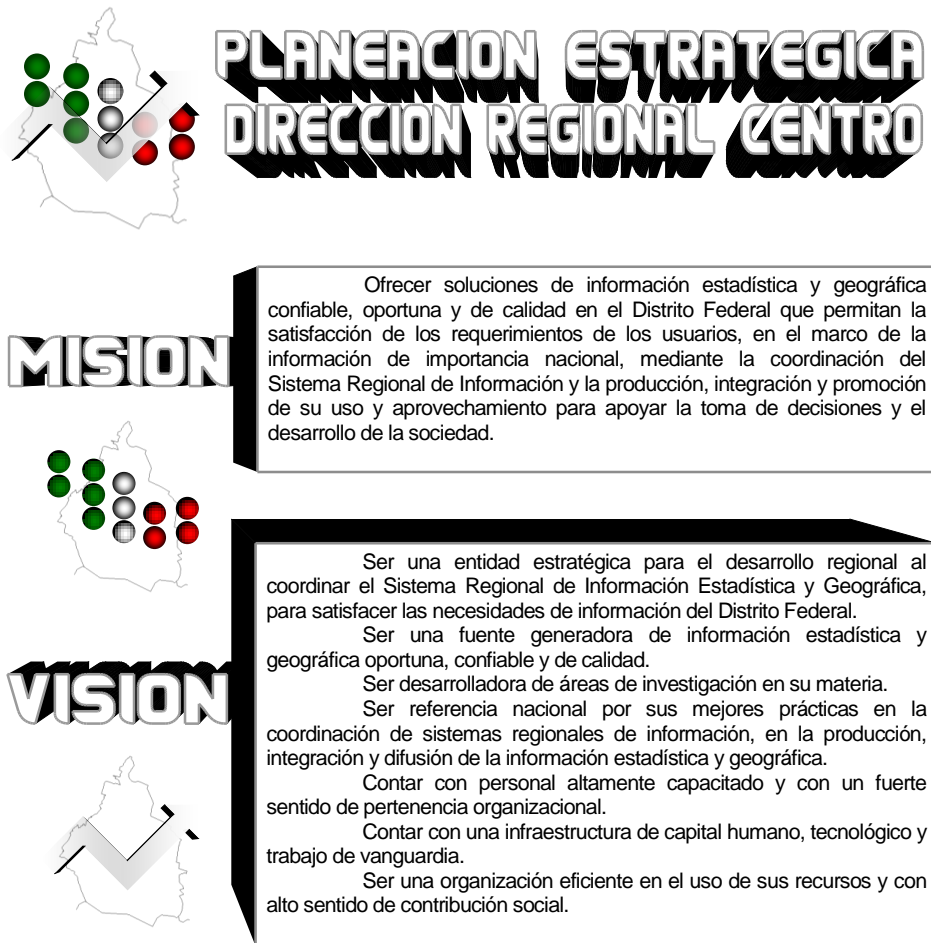 PLANEACION ESTRATEGICA
DIRECCION REGIONAL CENTRO
MISION
Ofrecer soluciones de información estadística y geográfica
confiable, oportuna y de calidad en el Distrito Federal que permitan la
satisfacción de los requerimientos de los usuarios, en el marco de la
información de importancia nacional, mediante la coordinación del
Sistema Regional de Información y la producción, integración y promoción
de su uso y aprovechamiento para apoyar la toma de decisiones y el
desarrollo de la sociedad.
VISION
Ser una entidad estratégica para el desarrollo regional al
coordinar el Sistema Regional de Información Estadística y Geográfica,
para satisfacer las necesidades de información del Distrito Federal.
Ser una fuente generadora de información estadística y
geográfica oportuna, confiable y de calidad.
Ser desarrolladora de áreas de investigación en su materia.
Ser referencia nacional por sus mejores prácticas en la
coordinación de sistemas regionales de información, en la producción,
integración y difusión de la información estadística y geográfica.
Contar con personal altamente capacitado y con un fuerte
sentido de pertenencia organizacional.
Contar con una infraestructura de capital humano, tecnológico y
trabajo de vanguardia.
Ser una organización eficiente en el uso de sus recursos y con
alto sentido de contribución social.